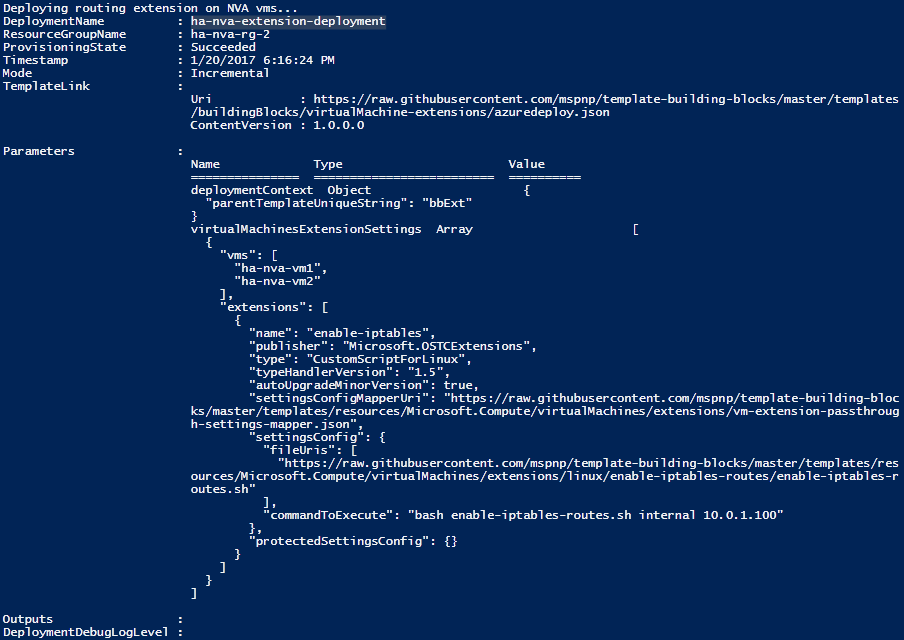 Deploying routing extension on NVA vms...
DeploymentName          : ha-nva-extension-deployment
ResourceGroupName       : ha-nva-rg-2
ProvisioningState       : Succeeded
Timestamp               : 1/20/2017 6:16:24 PM
Mode                    : Incremental
TemplateLink            :
                          Uri            : https://raw.githubusercontent.com/mspnp/template-building-blocks/master/templates
                          /buildingBlocks/virtualMachine-extensions/azuredeploy.json
                          ContentVersion : 1.0.0.0
Parameters              :
                          Name             Type                       Value
                          ===============  =========================  ==========
                          deploymentContext  Object                     {
                            "parentTemplateUniqueString": "bbExt"
                          }
                          virtualMachinesExtensionSettings  Array                      [
                            {
                              "vms": [
                                "ha-nva-vm1",
                                "ha-nva-vm2"
                              ],
                              "extensions": [
                                {
                                  "name": "enable-iptables",
                                  "publisher": "Microsoft.OSTCExtensions",
                                  "type": "CustomScriptForLinux",
                                  "typeHandlerVersion": "1.5",
                                  "autoUpgradeMinorVersion": true,
                                  "settingsConfigMapperUri": "https://raw.githubusercontent.com/mspnp/template-building-bloc
                          ks/master/templates/resources/Microsoft.Compute/virtualMachines/extensions/vm-extension-passthroug
                          h-settings-mapper.json",
                                  "settingsConfig": {
                                    "fileUris": [
                                      "https://raw.githubusercontent.com/mspnp/template-building-blocks/master/templates/res
                          ources/Microsoft.Compute/virtualMachines/extensions/linux/enable-iptables-routes/enable-iptables-r
                          outes.sh"
                                    ],
                                    "commandToExecute": "bash enable-iptables-routes.sh internal 10.0.1.100"
                                  },
                                  "protectedSettingsConfig": {}
                                }
                              ]
                            }
                          ]
Outputs                 :
DeploymentDebugLogLevel :